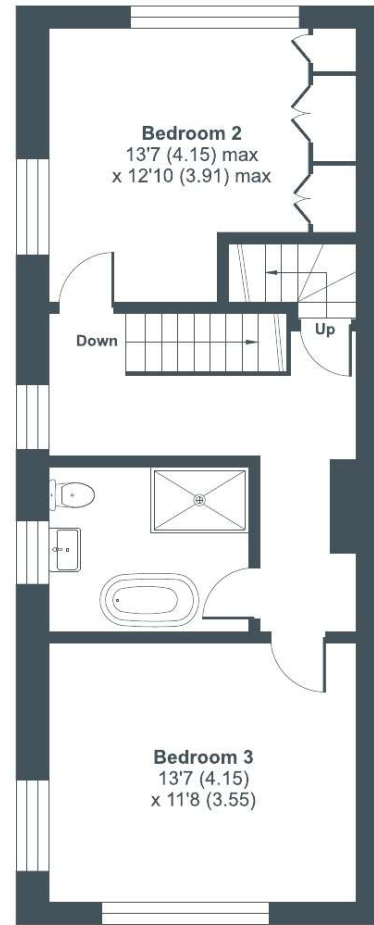 Bedroom 2
13'7 (4.15) max
x 12'10 (3.91) max
Down
Up
Bedroom 3
13'7 (4.15)
x 11'8 (3.55)